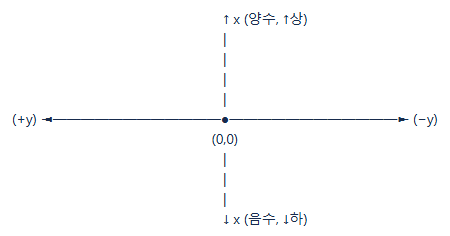 ↑ x (양수, ↑상)
(+y) (−y)
(0,0)
↓ x (음수, ↓하)